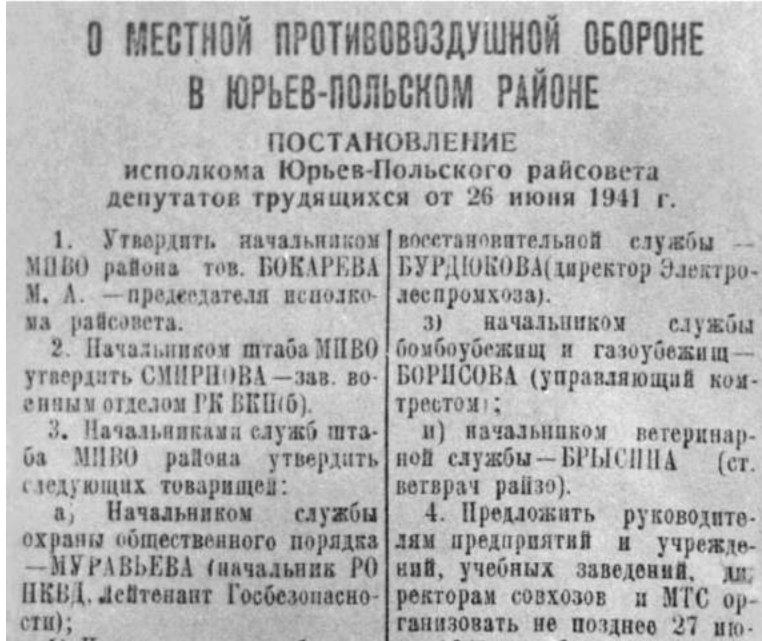 О МЕСТНОЙ ПРОТИВОВОЗДУШНОЙ ОБОРОНЕ
В ЮРЬЕВ-ПОЛЬСКОМ РАЙОНЕ
ПОСТАНОВЛЕНИЕ
исполкома Юрьев-Польского райсовета
депутатов трудящихся от 26 июня 1941 г.
1. Утвердить начальником
МПВО района тов. БОКАРЕВА
М. А. —председателя исполко-
ма райсовета.
2. Начальником штаба МПВО
утвердить СМИРНОВА—зав. во-
енным отделом РК ВКП(б).
3. Начальниками служб шта-
ба МПВО района утвердить
следующих товарищей:
а) Начальником службы
охраны общественного порядка
—МУРАВЬЕВА (начальник РО
НКВД, Лейтенант Госбезопасно-
сти);
восстановительной службы —
БУРДЮКОВА(директор Электро-
леспромхоза).
з) начальником службы
бомбоубежищ и газоубежищ—
БОРИСОВА (управляющий ком-
трестом);
и) начальником ветеринар-
ной службы—БРЫСИНА (ст.
ветврач райзо).
4. Предложить руководите-
лям предприятий и учрежде-
ний, учебных заведений, ди-
ректорам совхозов и МТС ор-
ганизовать не позднее 27 ию-